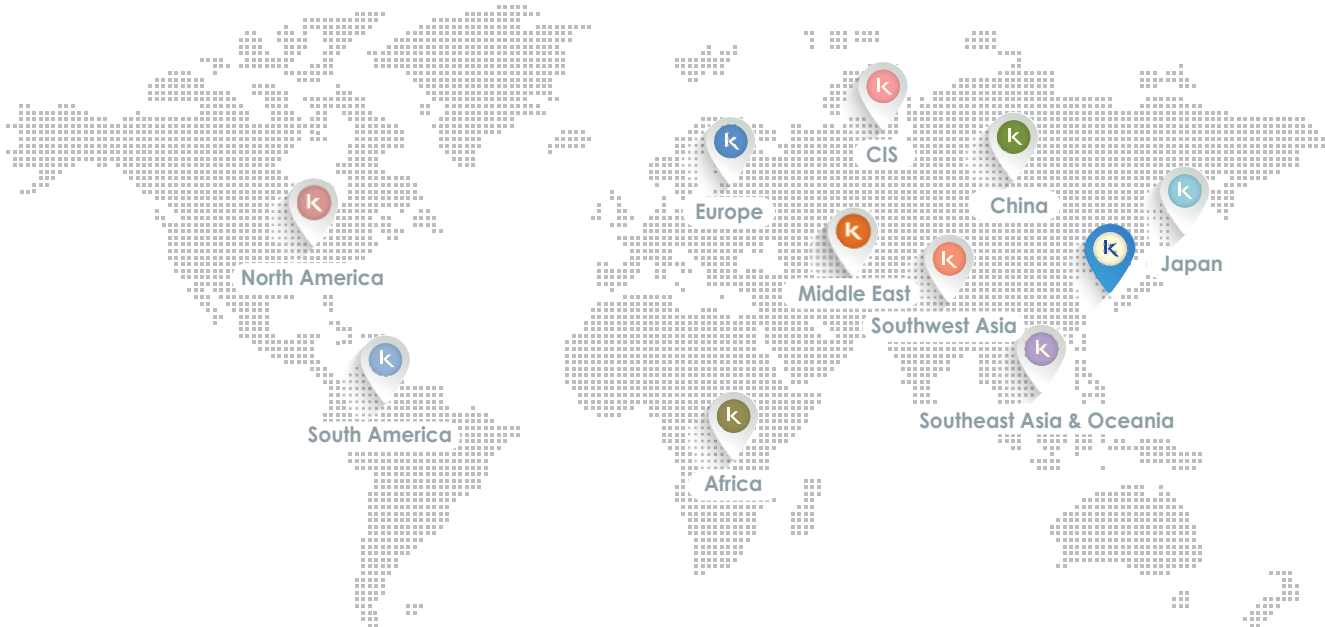 k
CIS
k
Europe
k
China
k
Japan
k
North America
k
Middle East
k
Southwest Asia
k
k
Southeast Asia & Oceania
k
South America
k
Africa